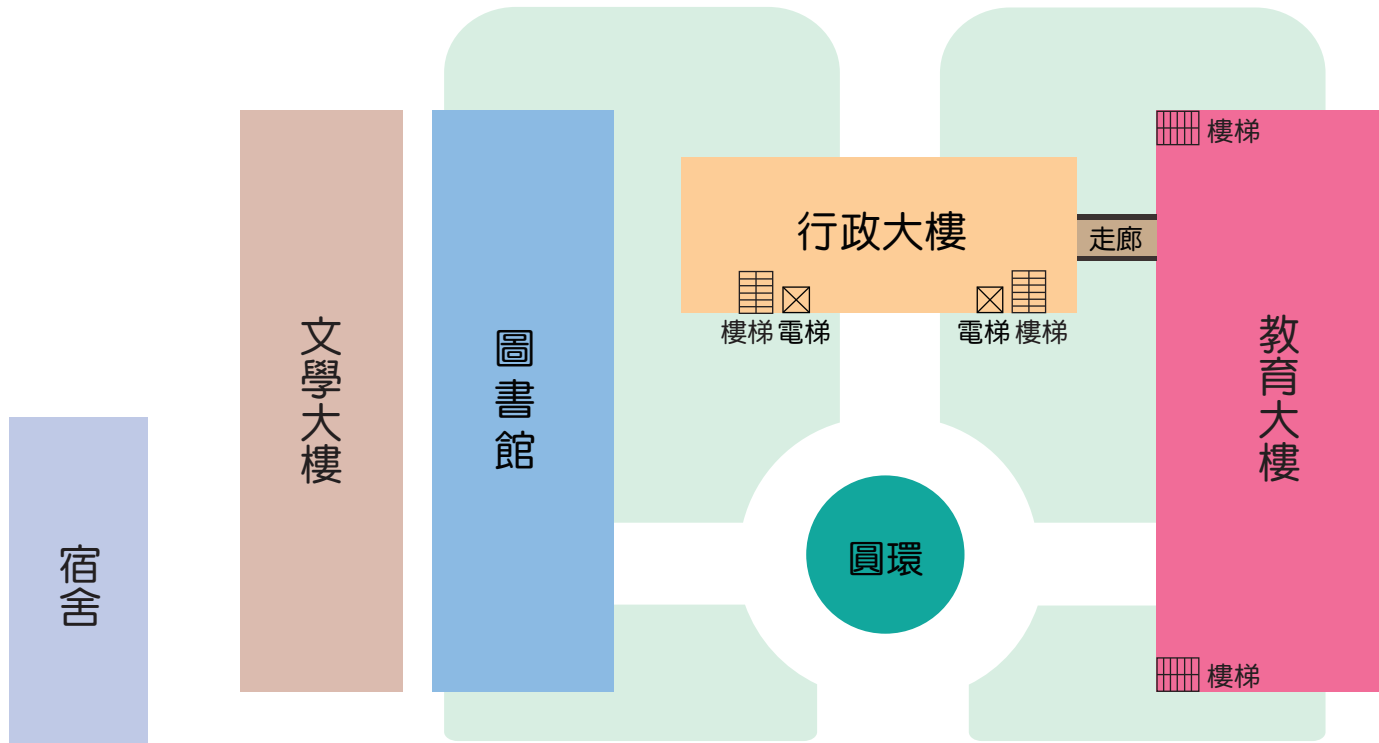 樓梯
行政大樓
走廊
樓梯 電梯
電梯 樓梯
文學大樓
圖書館
教育大樓
宿舍
圓環
樓梯